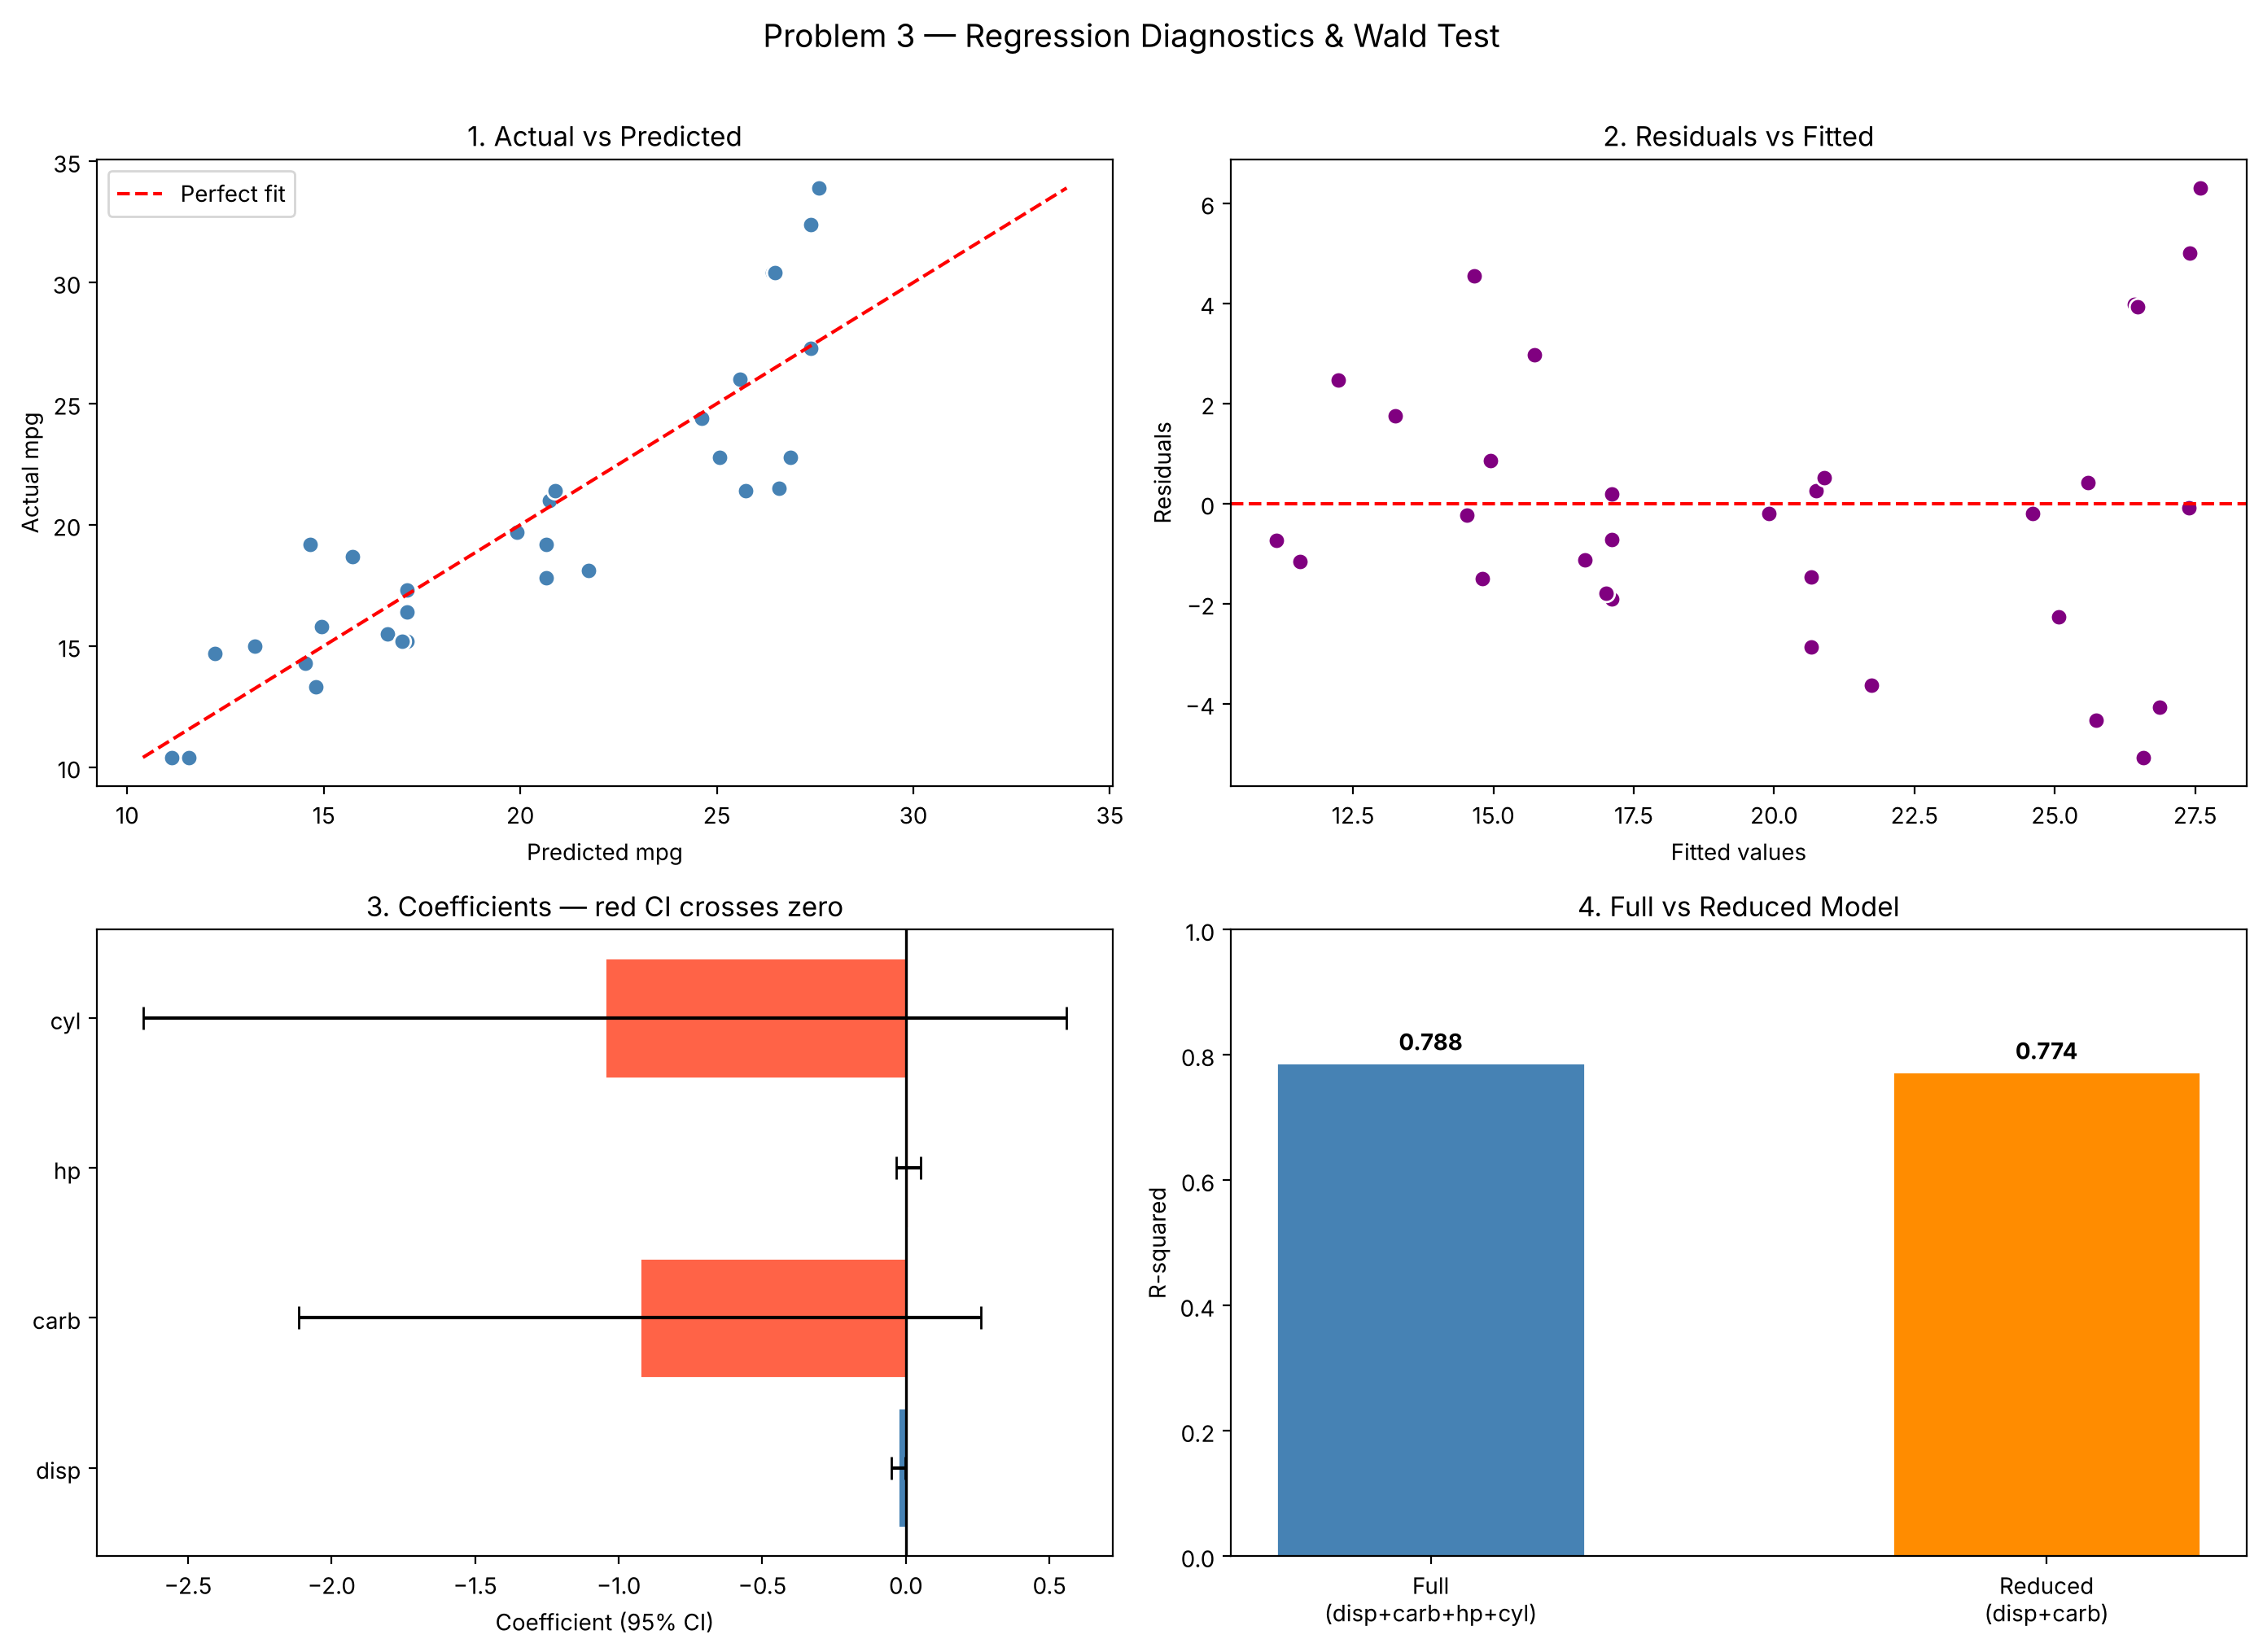 Problem 3 — Regression Diagnostics & Wald Test
1. Actual vs Predicted
35
30
25
20
15
10
Actual mpg
Perfect fit
10 15 20 25 30 35
Predicted mpg
2. Residuals vs Fitted
6
4
2
0
−2
−4
Residuals
12.5 15.0 17.5 20.0 22.5 25.0 27.5
Fitted values
3. Coefficients — red CI crosses zero
cyl
hp
carb
disp
−2.5 −2.0 −1.5 −1.0 −0.5 0.0 0.5
Coefficient (95% CI)
4. Full vs Reduced Model
1.0
0.8
0.6
0.4
0.2
0.0
R-squared
0.788
0.774
Full
(disp+carb+hp+cyl)
Reduced
(disp+carb)